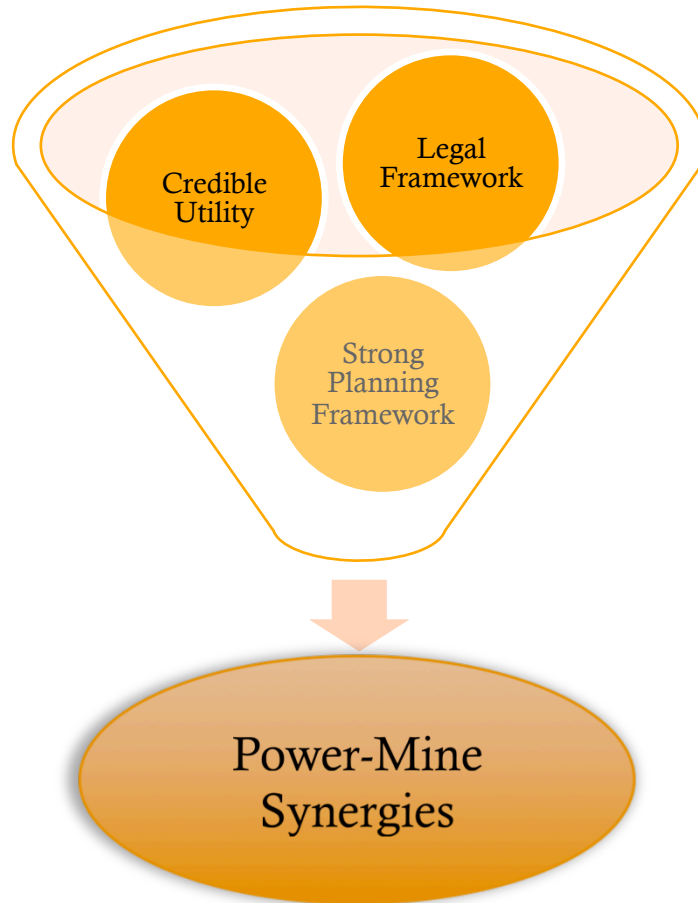 Credible
Utility
Legal
Framework
Strong
Planning
Framework
Power-Mine
Synergies